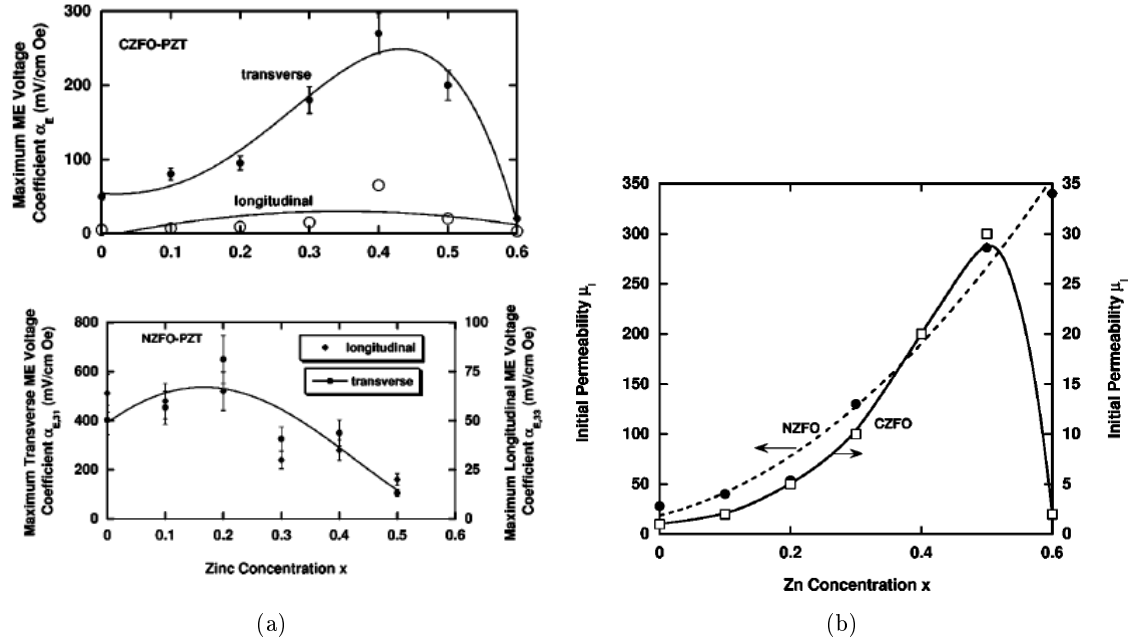 300
200
100
0
CZFO-PZT
transverse
longitudinal
Maximum ME Voltage
Coefficient α_E (mV/cm Oe)
0 0.1 0.2 0.3 0.4 0.5 0.6
800
600
400
200
0
NZFO-PZT
longitudinal
transverse
100
75
50
25
0
Maximum Transverse ME Voltage
Coefficient α_E,31 (mV/cm Oe)
Maximum Longitudinal ME Voltage
Coefficient α_E,33 (mV/cm Oe)
0 0.1 0.2 0.3 0.4 0.5 0.6
Zinc Concentration x
(a)
350
300
250
200
150
100
50
0
Initial Permeability μ_i
NZFO
CZFO
35
30
25
20
15
10
5
0
Initial Permeability μ_i
0 0.2 0.4 0.6
Zn Concentration x
(b)